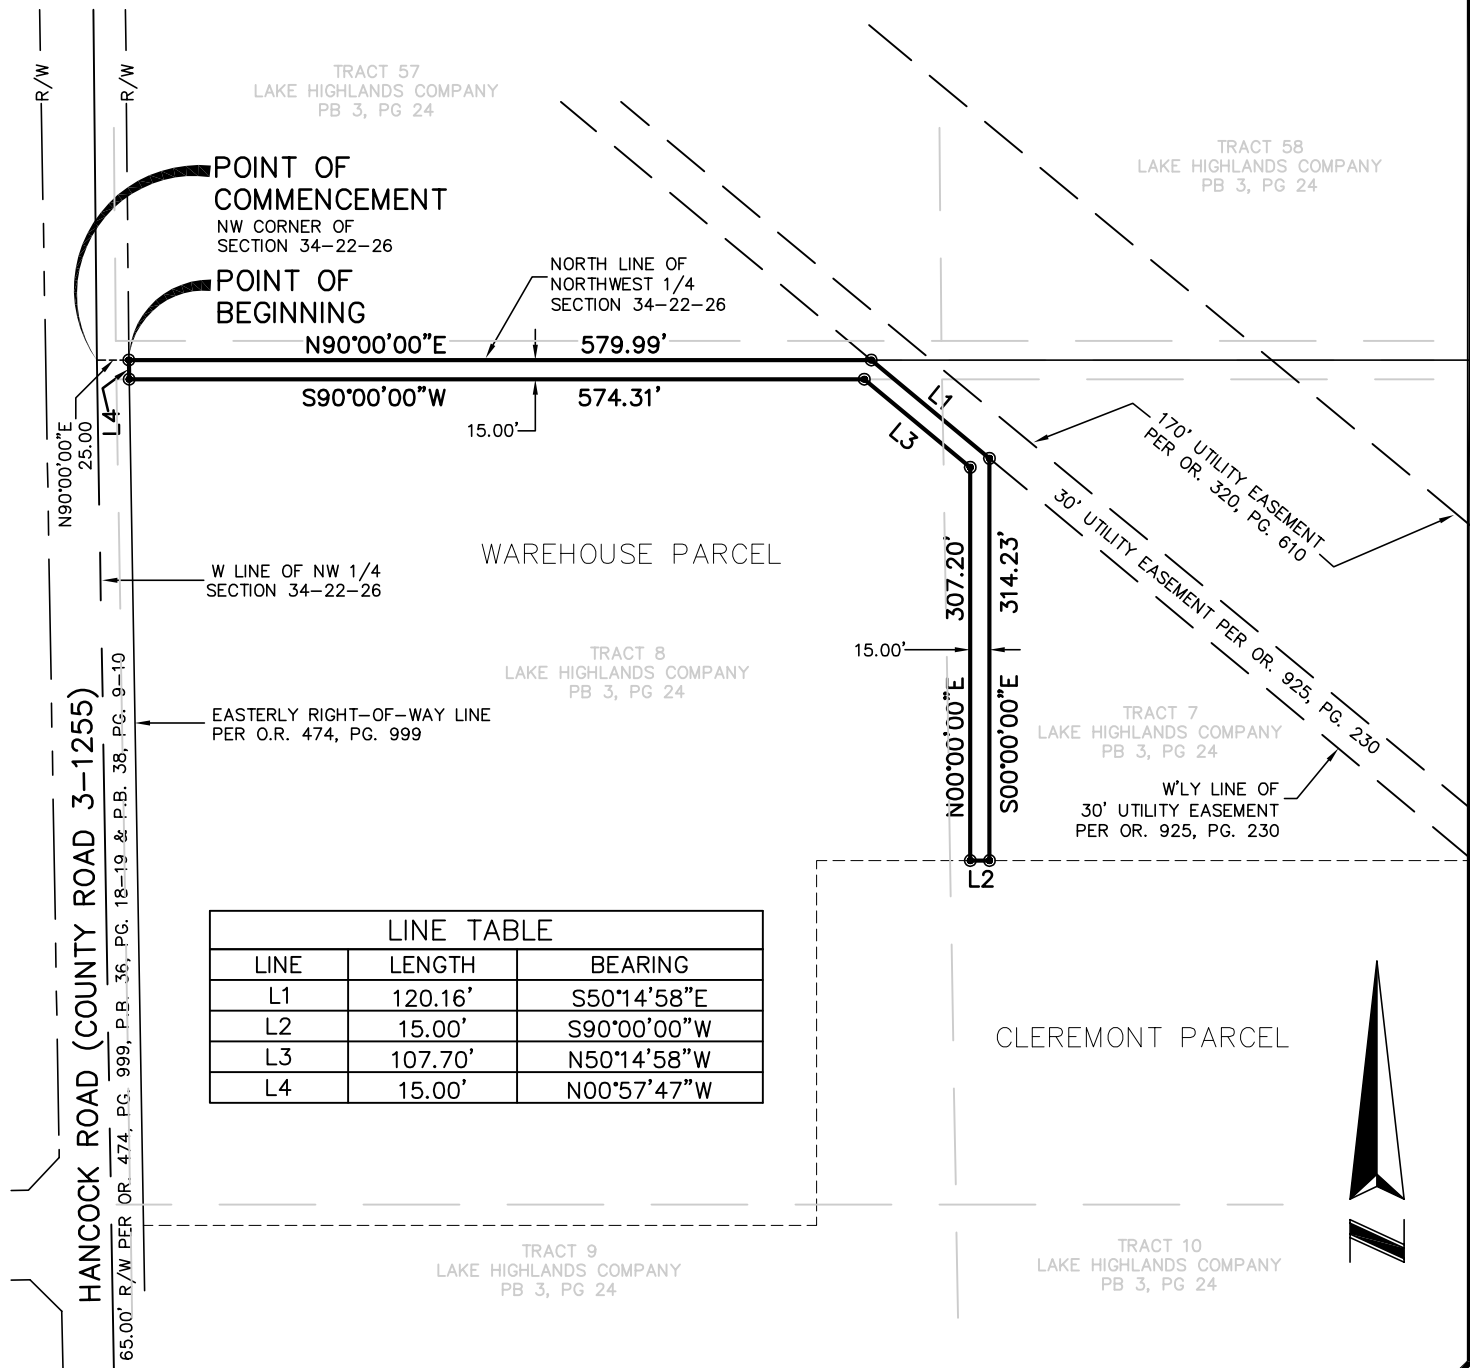 R/W
R/W
TRACT 57
LAKE HIGHLANDS COMPANY
PB 3, PG 24
TRACT 58
LAKE HIGHLANDS COMPANY
PB 3, PG 24
POINT OF
COMMENCEMENT
NW CORNER OF
SECTION 34-22-26
POINT OF
BEGINNING
NORTH LINE OF
NORTHWEST 1/4
SECTION 34-22-26
N90°00'00"E 579.99'
S90°00'00"W 574.31'
15.00'
L4
N90°00'00"E
25.00
L1
L3
170' UTILITY EASEMENT
PER OR. 320, PG. 610
30' UTILITY EASEMENT PER OR. 925, PG. 230
WAREHOUSE PARCEL
W LINE OF NW 1/4
SECTION 34-22-26
307.20'
N00°00'00"E
314.23'
S00°00'00"E
15.00'
TRACT 8
LAKE HIGHLANDS COMPANY
PB 3, PG 24
EASTERLY RIGHT-OF-WAY LINE
PER O.R. 474, PG. 999
TRACT 7
LAKE HIGHLANDS COMPANY
PB 3, PG 24
W'LY LINE OF
30' UTILITY EASEMENT
PER OR. 925, PG. 230
L2
HANCOCK ROAD (COUNTY ROAD 3-1255)
65.00' R/W PER OR. 474, PG. 999, P.B. 36, PG. 18-19 & P.B. 38, PG. 9-10
LINE TABLE
LINE LENGTH BEARING
L1 120.16' S50°14'58"E
L2 15.00' S90°00'00"W
L3 107.70' N50°14'58"W
L4 15.00' N00°57'47"W
CLEREMONT PARCEL
TRACT 9
LAKE HIGHLANDS COMPANY
PB 3, PG 24
TRACT 10
LAKE HIGHLANDS COMPANY
PB 3, PG 24
N